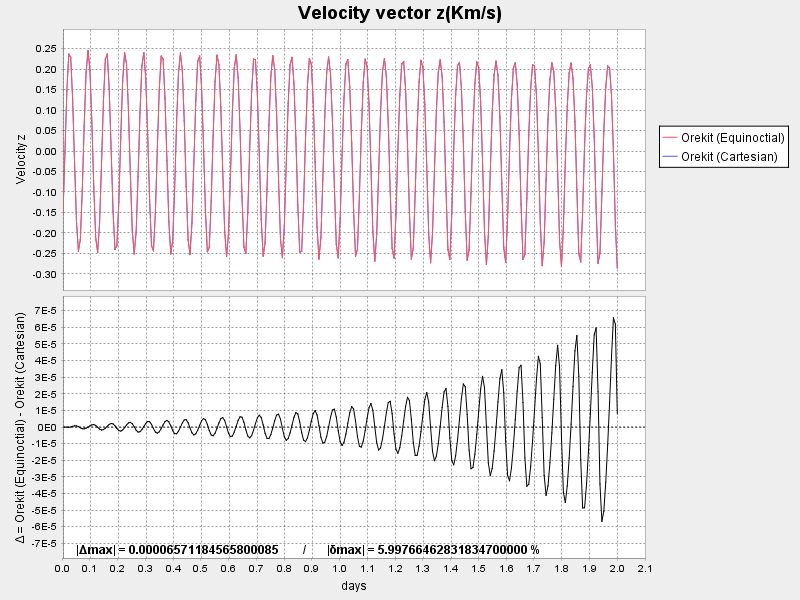 Velocity vector z(Km/s)
Velocity z
0.25
0.20
0.15
0.10
0.05
0.00
-0.05
-0.10
-0.15
-0.20
-0.25
-0.30
Orekit (Equinoctial)
Orekit (Cartesian)
Δ = Orekit (Equinoctial) - Orekit (Cartesian)
7E-5
6E-5
5E-5
4E-5
3E-5
2E-5
1E-5
0E0
-1E-5
-2E-5
-3E-5
-4E-5
-5E-5
-6E-5
-7E-5
|Δmax| = 0.00006571184565800085 / |δmax| = 5.99766462831834700000 %
0.0 0.1 0.2 0.3 0.4 0.5 0.6 0.7 0.8 0.9 1.0 1.1 1.2 1.3 1.4 1.5 1.6 1.7 1.8 1.9 2.0 2.1
days